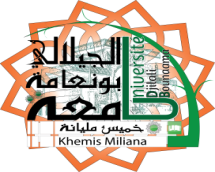 الجيلالي
بونعامة
جامعة
خميس مليانة
Khemis Miliana
Université
Djilali
Bounaama